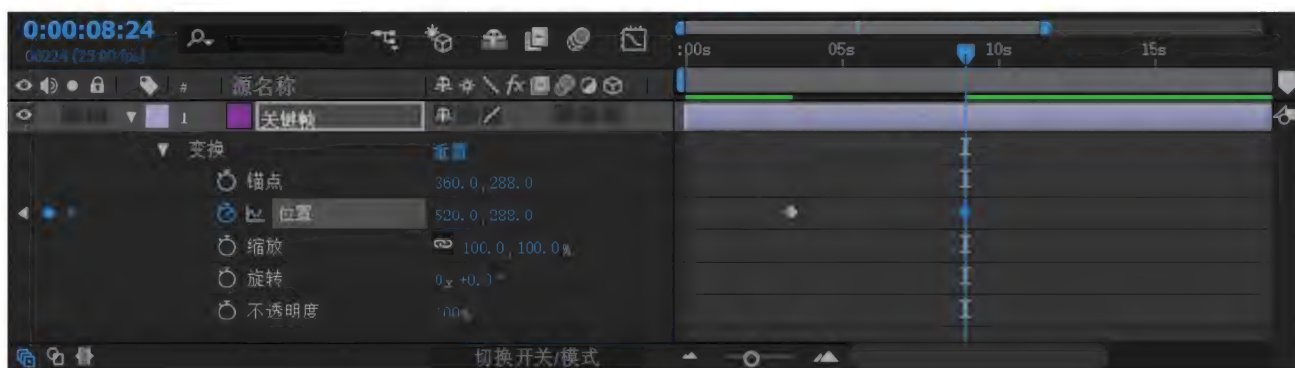 0:00:08:24
00224 (25.00 fps)
:00s 05s 10s 15s
# 源名称
1 关键帧
变换 重置
锚点 360.0, 288.0
位置 520.0, 288.0
缩放 100.0, 100.0%
旋转 0x +0.0°
不透明度 100%
切换开关/模式